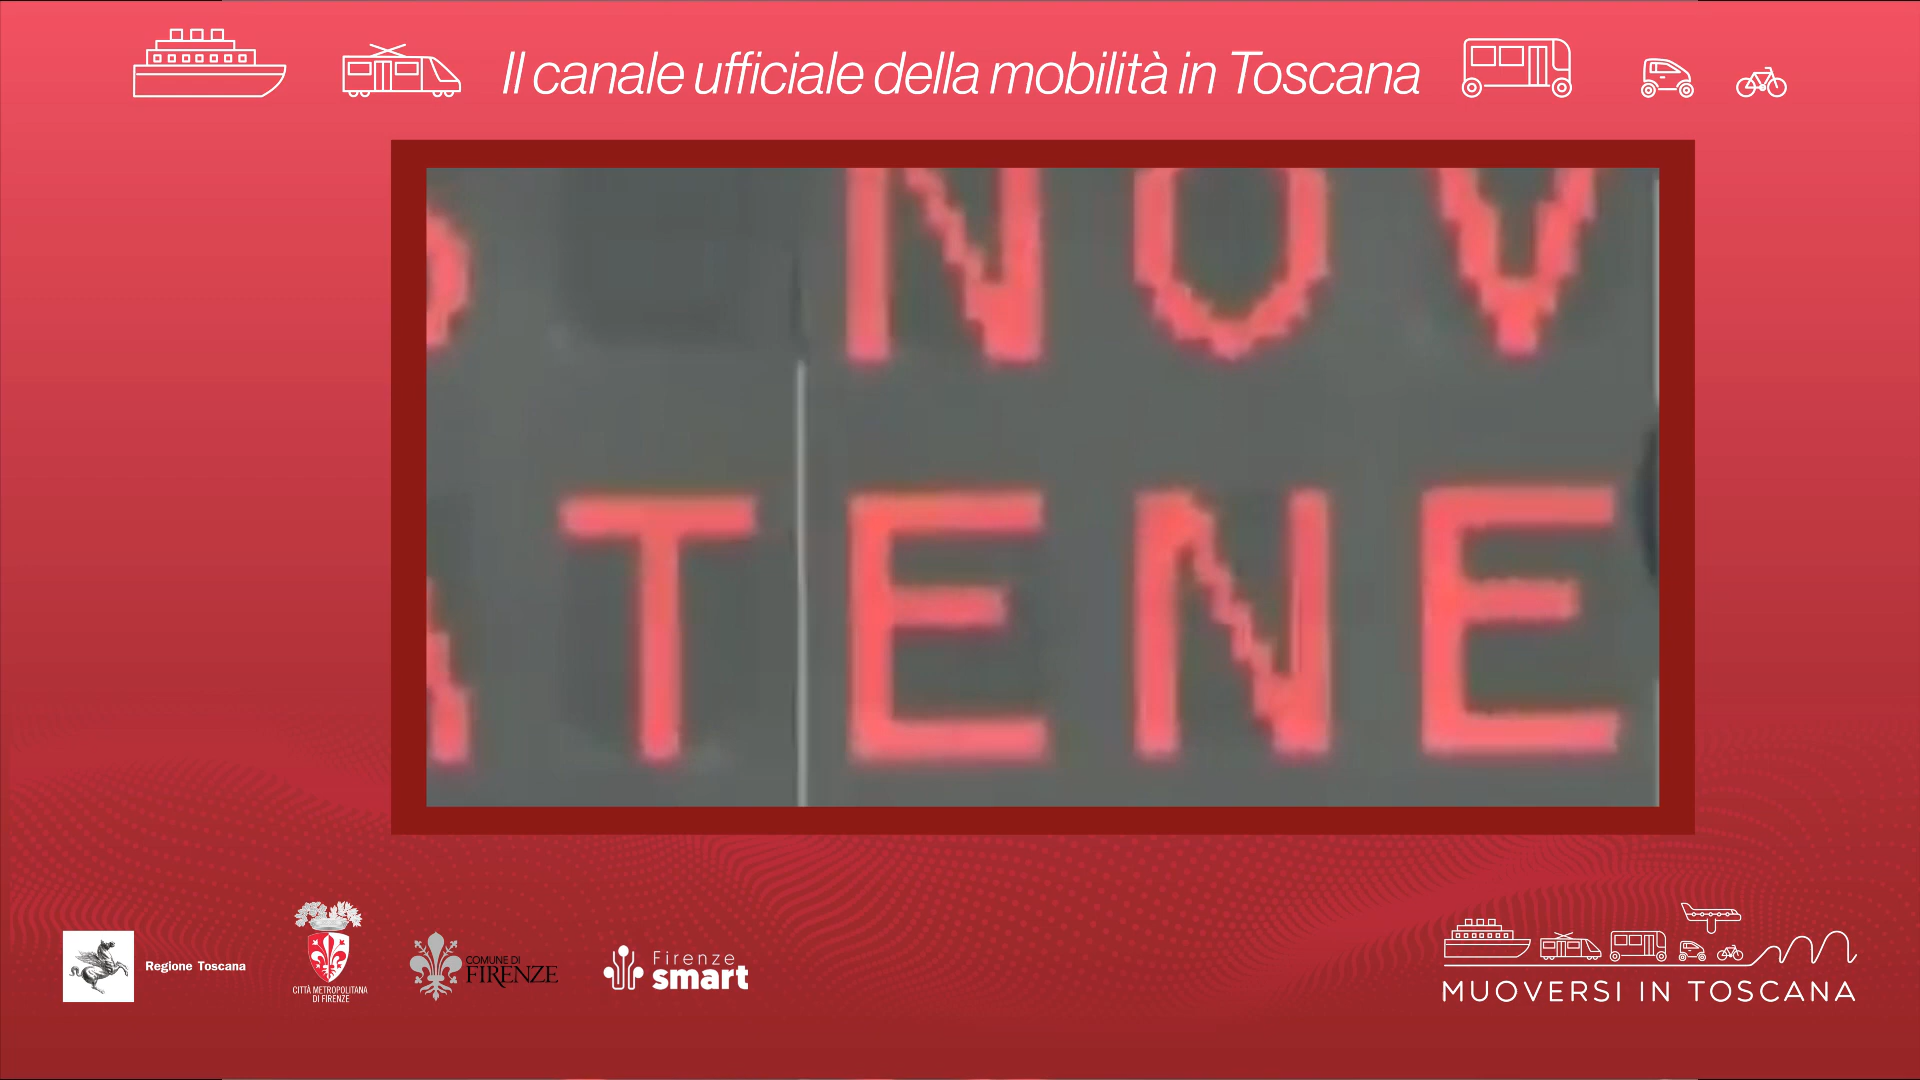 Il canale ufficiale della mobilità in Toscana
NOV
TENE
Regione Toscana
CITTÀ METROPOLITANA
DI FIRENZE
COMUNE DI
FIRENZE
Firenze
smart
MUOVERSI IN TOSCANA